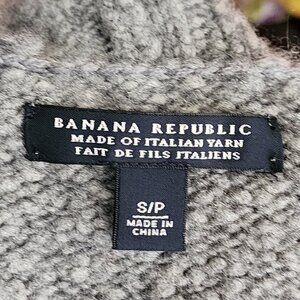 BANANA REPUBLIC
MADE OF ITALIAN YARN
FAIT DE FILS ITALIENS
S/P
MADE IN
CHINA